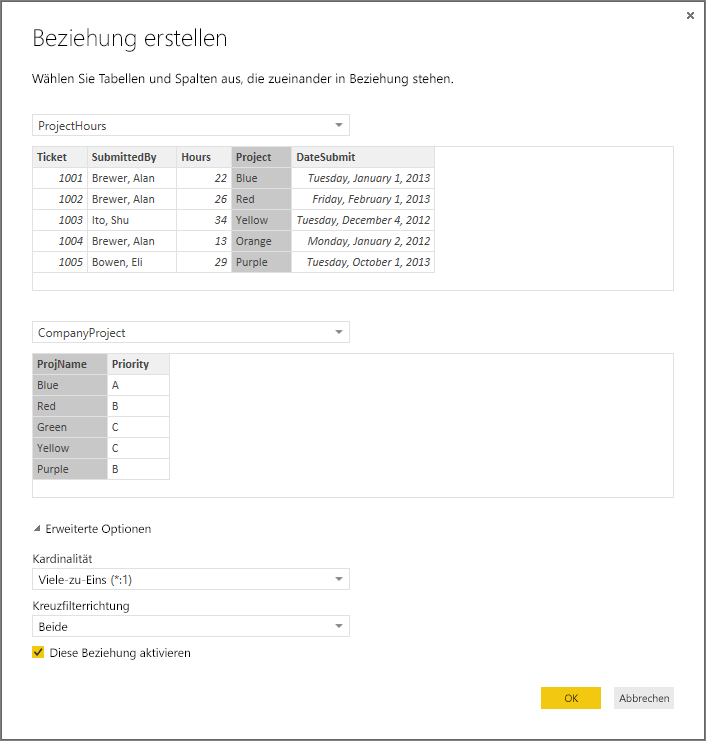 Beziehung erstellen
Wählen Sie Tabellen und Spalten aus, die zueinander in Beziehung stehen.
ProjectHours
Ticket SubmittedBy Hours Project DateSubmit
1001 Brewer, Alan 22 Blue Tuesday, January 1, 2013
1002 Brewer, Alan 26 Red Friday, February 1, 2013
1003 Ito, Shu 34 Yellow Tuesday, December 4, 2012
1004 Brewer, Alan 13 Orange Monday, January 2, 2012
1005 Bowen, Eli 29 Purple Tuesday, October 1, 2013
CompanyProject
ProjName Priority
Blue A
Red B
Green C
Yellow C
Purple B
Erweiterte Optionen
Kardinalität
Viele-zu-Eins (*:1)
Kreuzfilterrichtung
Beide
Diese Beziehung aktivieren
OK Abbrechen